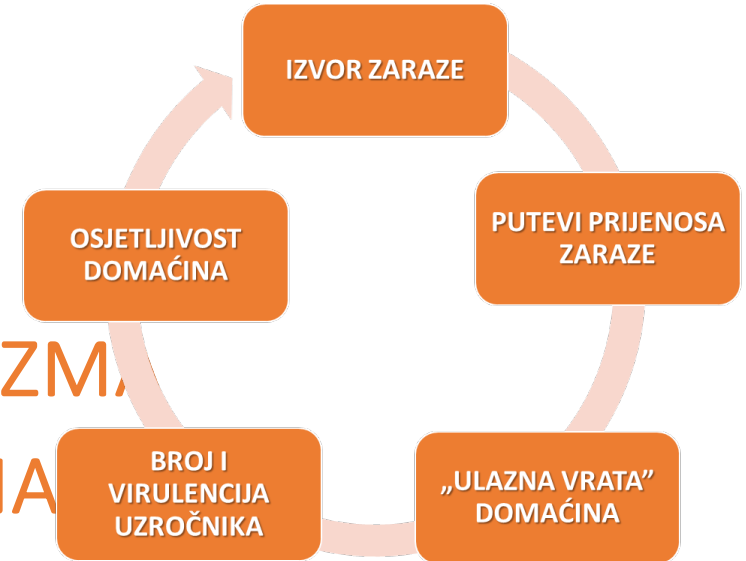 IZVOR ZARAZE
PUTEVI PRIJENOSA
ZARAZE
„ULAZNA VRATA”
DOMAĆINA
BROJ I
VIRULENCIJA
UZROČNIKA
OSJETLJIVOST
DOMAĆINA